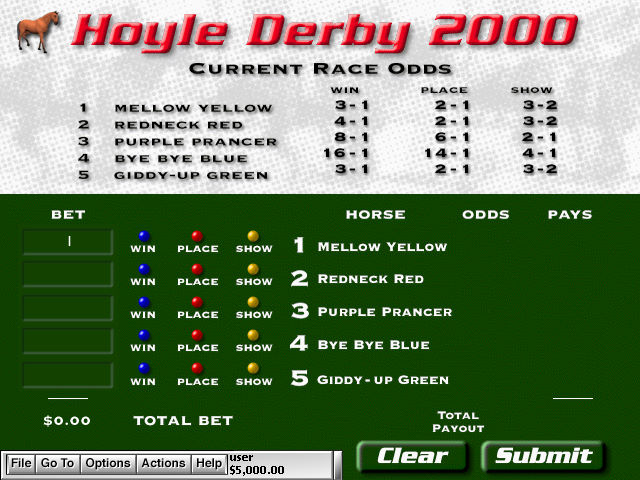 Hoyle Derby 2000
CURRENT RACE ODDS
WIN PLACE SHOW
1 MELLOW YELLOW 3-1 2-1 3-2
2 REDNECK RED 4-1 2-1 3-2
3 PURPLE PRANCER 8-1 6-1 2-1
4 BYE BYE BLUE 16-1 14-1 4-1
5 GIDDY-UP GREEN 3-1 2-1 3-2
BET HORSE ODDS PAYS
WIN PLACE SHOW 1 MELLOW YELLOW
WIN PLACE SHOW 2 REDNECK RED
WIN PLACE SHOW 3 PURPLE PRANCER
WIN PLACE SHOW 4 BYE BYE BLUE
WIN PLACE SHOW 5 GIDDY-UP GREEN
$0.00 TOTAL BET TOTAL
PAYOUT
File Go To Options Actions Help user
$5,000.00
Clear Submit